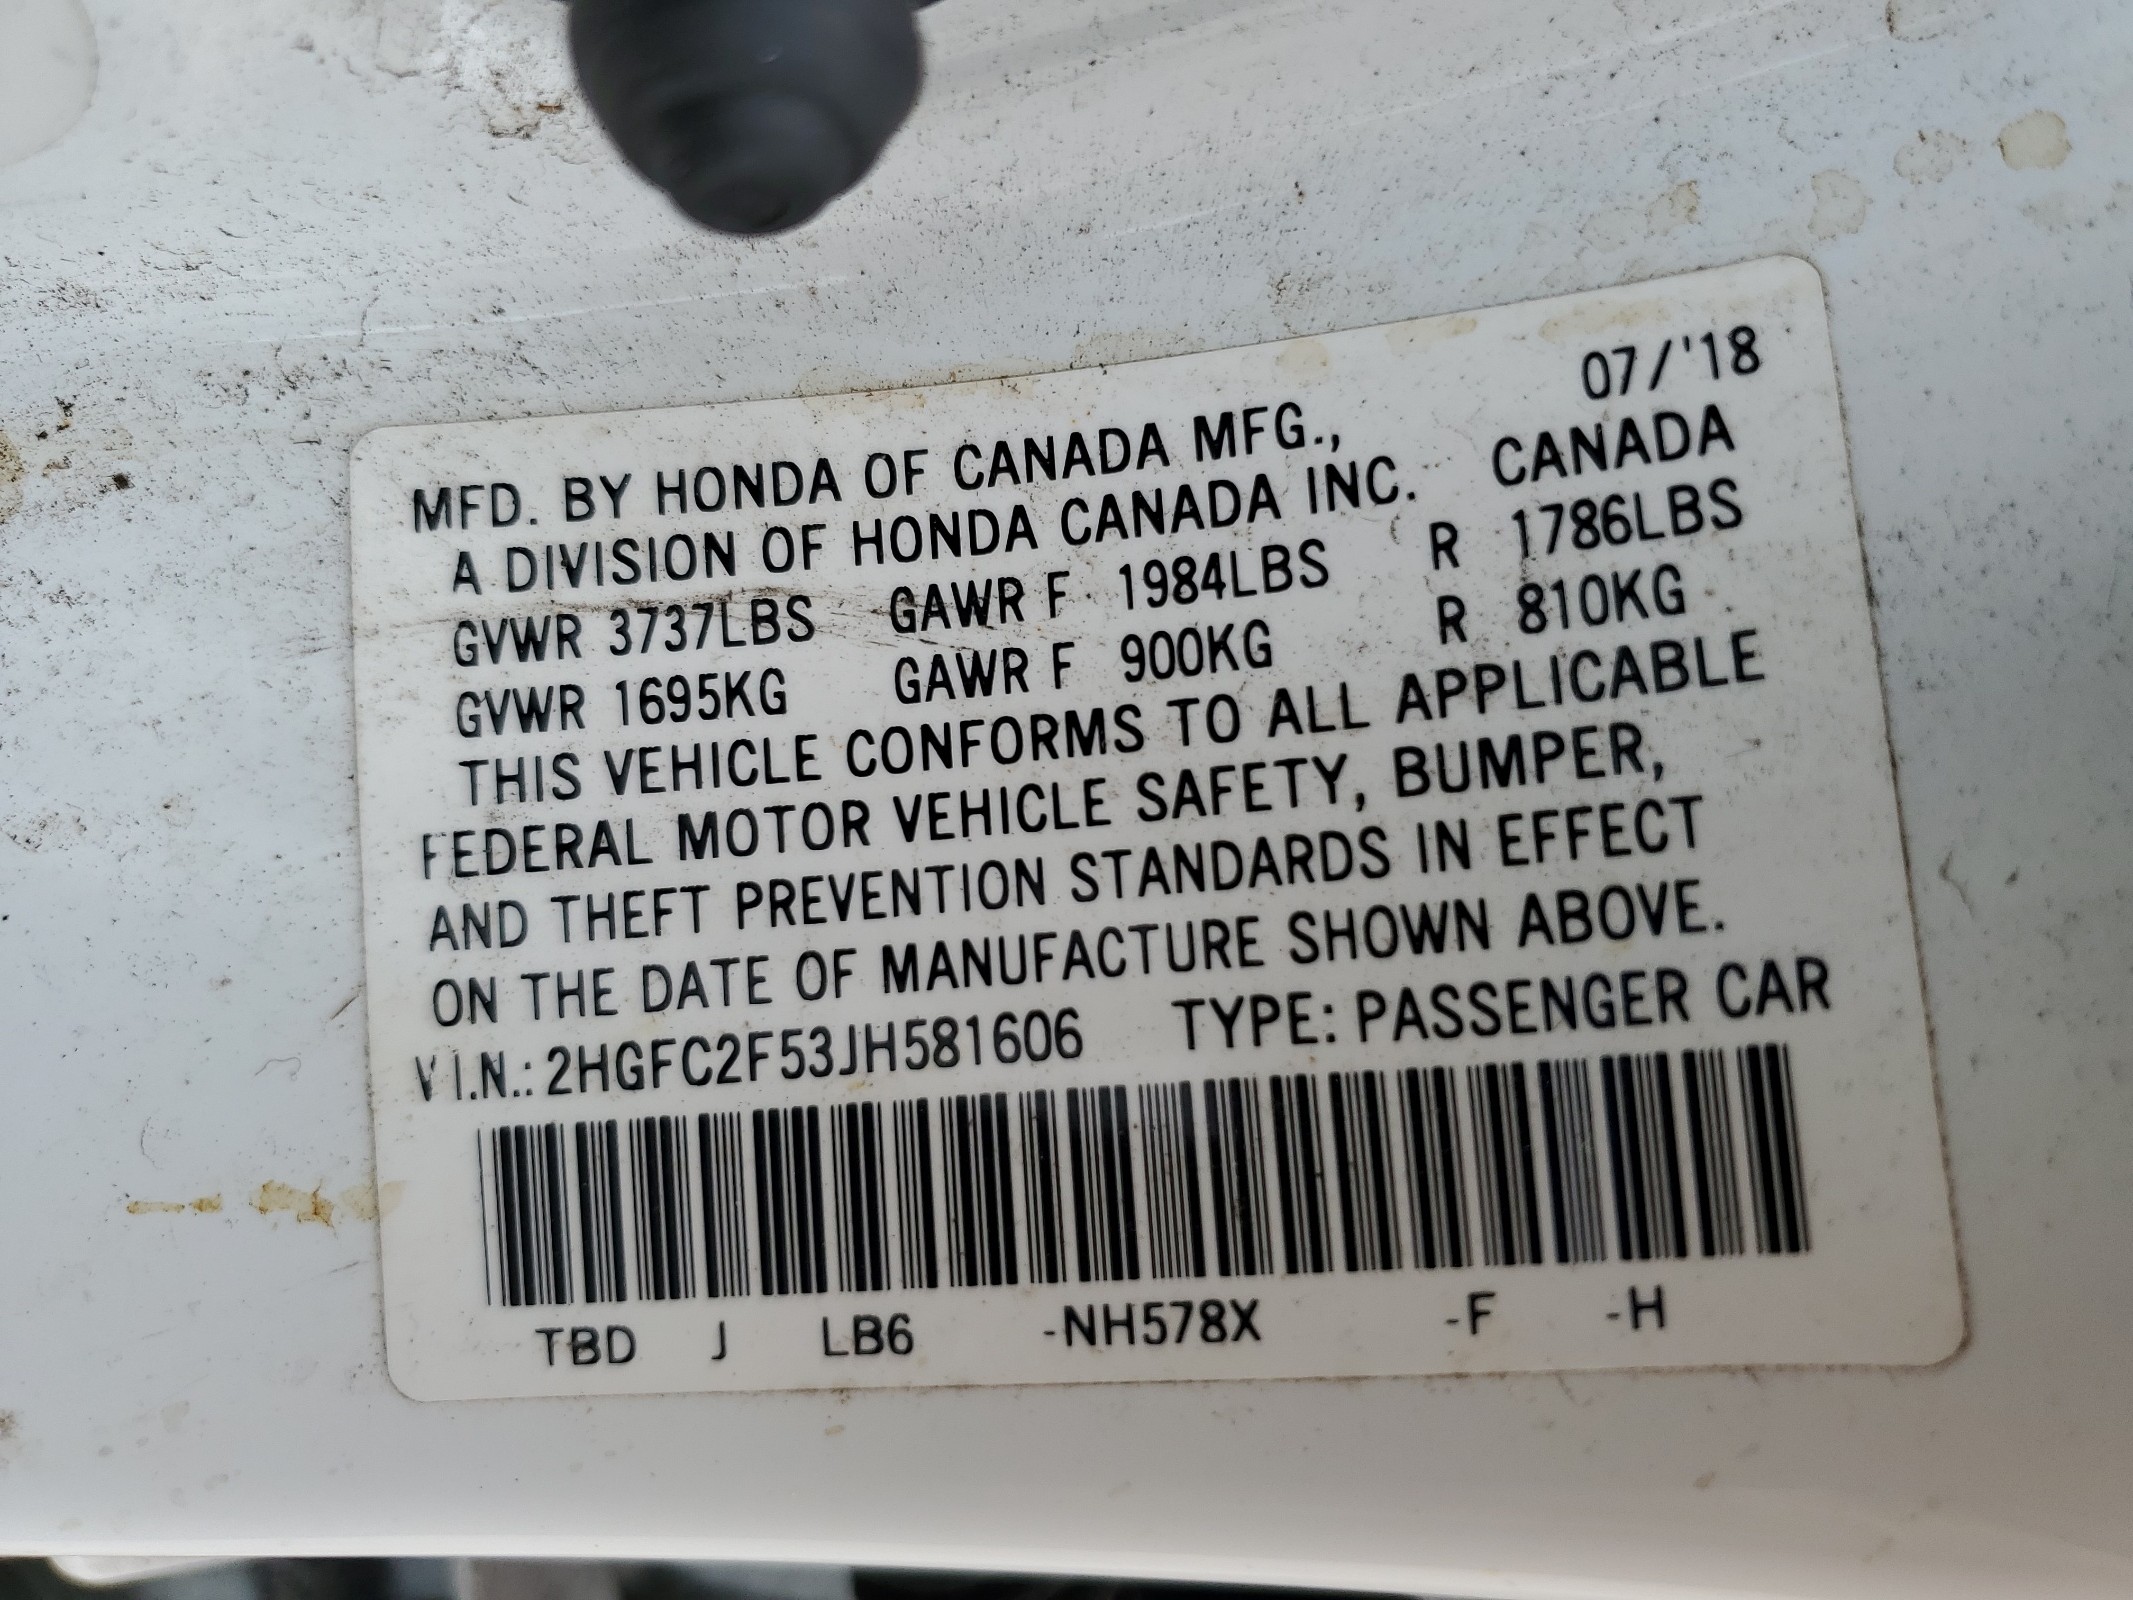 07/'18
MFD. BY HONDA OF CANADA MFG.,
A DIVISION OF HONDA CANADA INC. CANADA
GVWR 3737LBS GAWR F 1984LBS R 1786LBS
GVWR 1695KG GAWR F 900KG R 810KG
THIS VEHICLE CONFORMS TO ALL APPLICABLE
FEDERAL MOTOR VEHICLE SAFETY, BUMPER,
AND THEFT PREVENTION STANDARDS IN EFFECT
ON THE DATE OF MANUFACTURE SHOWN ABOVE.
V.I.N.: 2HGFC2F53JH581606 TYPE: PASSENGER CAR
TBD J LB6 -NH578X -F -H